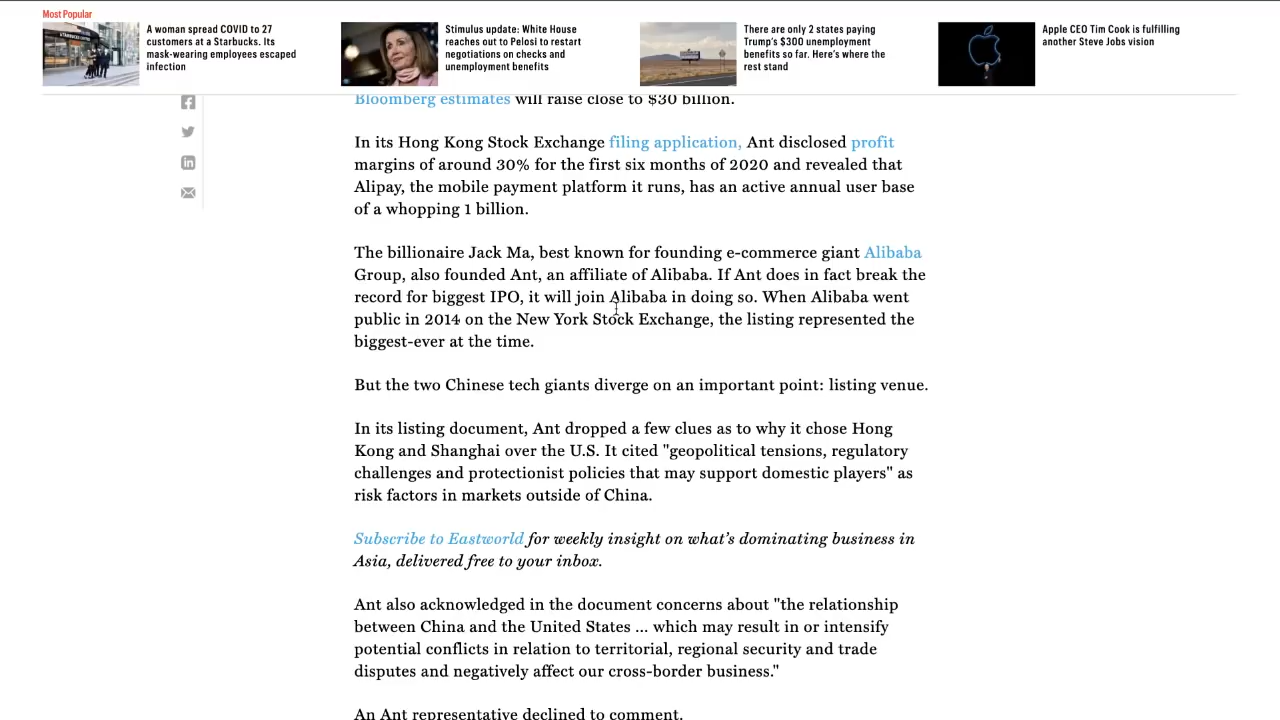 Most Popular
A woman spread COVID to 27
customers at a Starbucks. Its
mask-wearing employees escaped
infection
Stimulus update: White House
reaches out to Pelosi to restart
negotiations on checks and
unemployment benefits
There are only 2 states paying
Trump's $300 unemployment
benefits so far. Here's where the
rest stand
Apple CEO Tim Cook is fulfilling
another Steve Jobs vision
Bloomberg estimates will raise close to $30 billion.
In its Hong Kong Stock Exchange filing application, Ant disclosed profit
margins of around 30% for the first six months of 2020 and revealed that
Alipay, the mobile payment platform it runs, has an active annual user base
of a whopping 1 billion.
The billionaire Jack Ma, best known for founding e-commerce giant Alibaba
Group, also founded Ant, an affiliate of Alibaba. If Ant does in fact break the
record for biggest IPO, it will join Alibaba in doing so. When Alibaba went
public in 2014 on the New York Stock Exchange, the listing represented the
biggest-ever at the time.
But the two Chinese tech giants diverge on an important point: listing venue.
In its listing document, Ant dropped a few clues as to why it chose Hong
Kong and Shanghai over the U.S. It cited "geopolitical tensions, regulatory
challenges and protectionist policies that may support domestic players" as
risk factors in markets outside of China.
Subscribe to Eastworld for weekly insight on what's dominating business in
Asia, delivered free to your inbox.
Ant also acknowledged in the document concerns about "the relationship
between China and the United States ... which may result in or intensify
potential conflicts in relation to territorial, regional security and trade
disputes and negatively affect our cross-border business."
An Ant representative declined to comment.